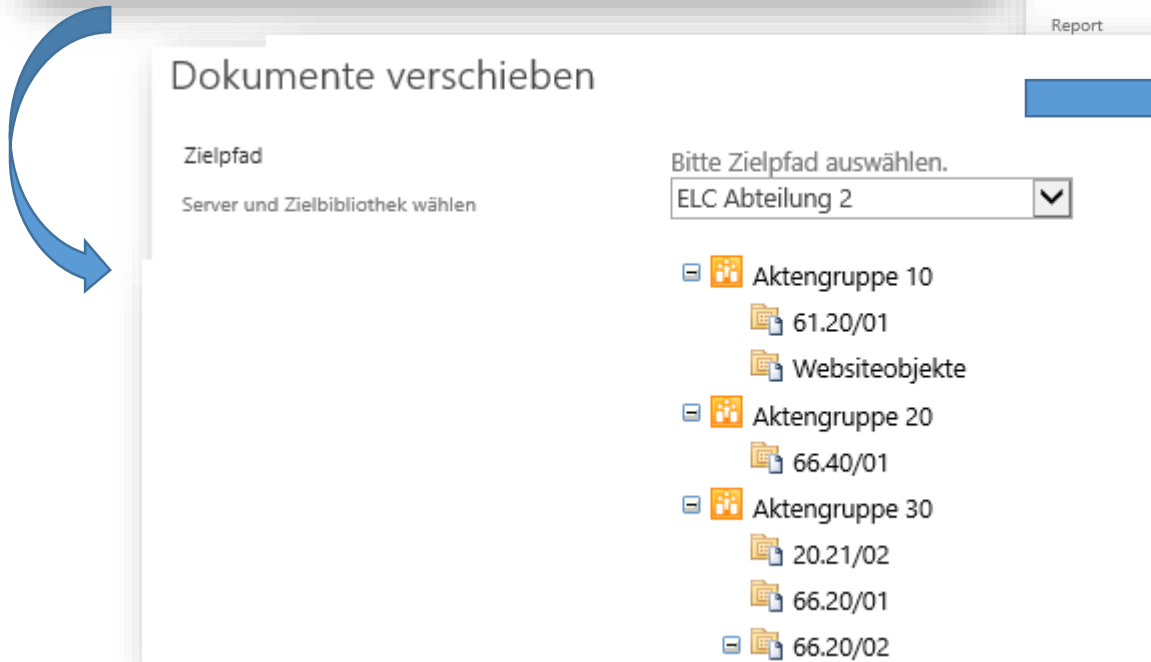 Report
Dokumente verschieben
Zielpfad
Bitte Zielpfad auswählen.
Server und Zielbibliothek wählen
ELC Abteilung 2
Aktengruppe 10
61.20/01
Websiteobjekte
Aktengruppe 20
66.40/01
Aktengruppe 30
20.21/02
66.20/01
66.20/02